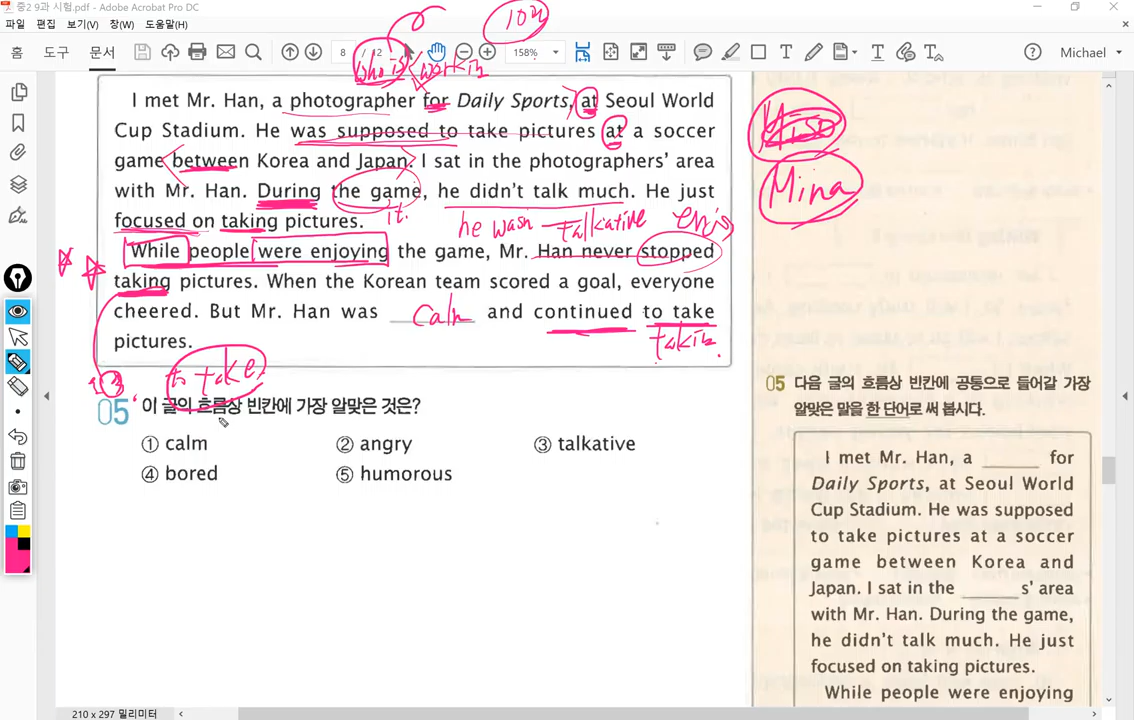 중2 9과 시험.pdf - Adobe Acrobat Pro DC
파일(F) 편집 보기(V) 창(W) 도움말(H)
홈 도구 문서 8 / 12 158% Michael
10개
who is working
I met Mr. Han, a photographer for Daily Sports, at Seoul World
Cup Stadium. He was supposed to take pictures at a soccer
game between Korea and Japan. I sat in the photographers' area
with Mr. Han. During the game, he didn't talk much. He just
it.
focused on taking pictures.
he wasn talkative enjoy
While people were enjoying the game, Mr. Han never stopped
taking pictures. When the Korean team scored a goal, everyone
cheered. But Mr. Han was calm and continued to take
taking
pictures.
to take
05 이 글의 흐름상 빈칸에 가장 알맞은 것은?
① calm ② angry ③ talkative
④ bored ⑤ humorous
Mina
05 다음 글의 흐름상 빈칸에 공통으로 들어갈 가장
알맞은 말을 한 단어로 써 봅시다.
I met Mr. Han, a ______ for
Daily Sports, at Seoul World
Cup Stadium. He was supposed
to take pictures at a soccer
game between Korea and
Japan. I sat in the ______s' area
with Mr. Han. During the game,
he didn't talk much. He just
focused on taking pictures.
While people were enjoying
210 x 297 밀리미터